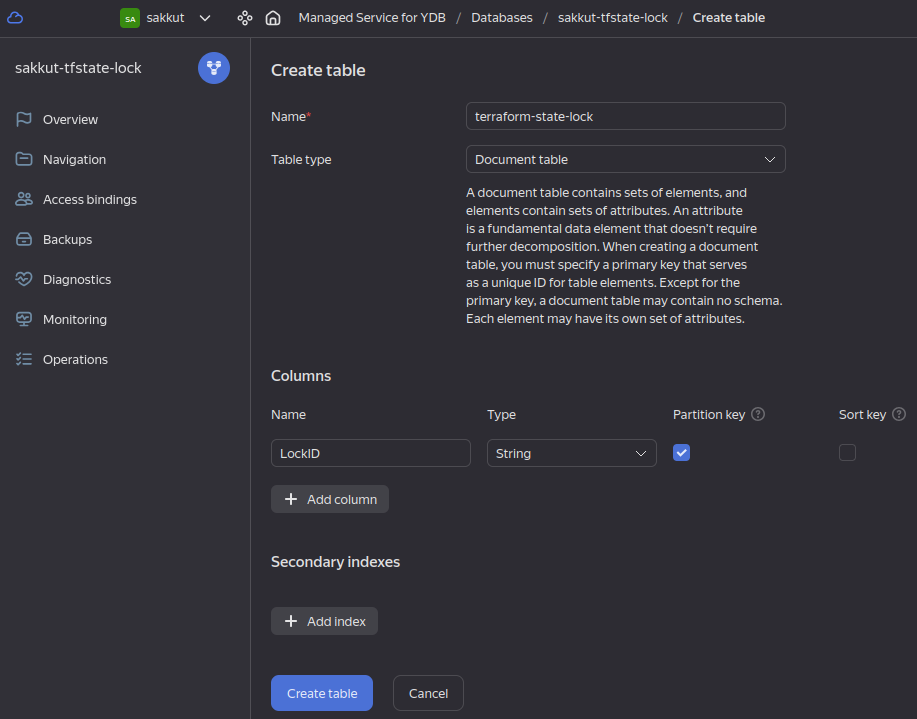 SA sakkut Managed Service for YDB / Databases / sakkut-tfstate-lock / Create table
sakkut-tfstate-lock
Overview
Navigation
Access bindings
Backups
Diagnostics
Monitoring
Operations
Create table
Name* terraform-state-lock
Table type Document table
A document table contains sets of elements, and
elements contain sets of attributes. An attribute
is a fundamental data element that doesn't require
further decomposition. When creating a document
table, you must specify a primary key that serves
as a unique ID for table elements. Except for the
primary key, a document table may contain no schema.
Each element may have its own set of attributes.
Columns
Name Type Partition key ? Sort key ?
LockID String
+ Add column
Secondary indexes
+ Add index
Create table Cancel